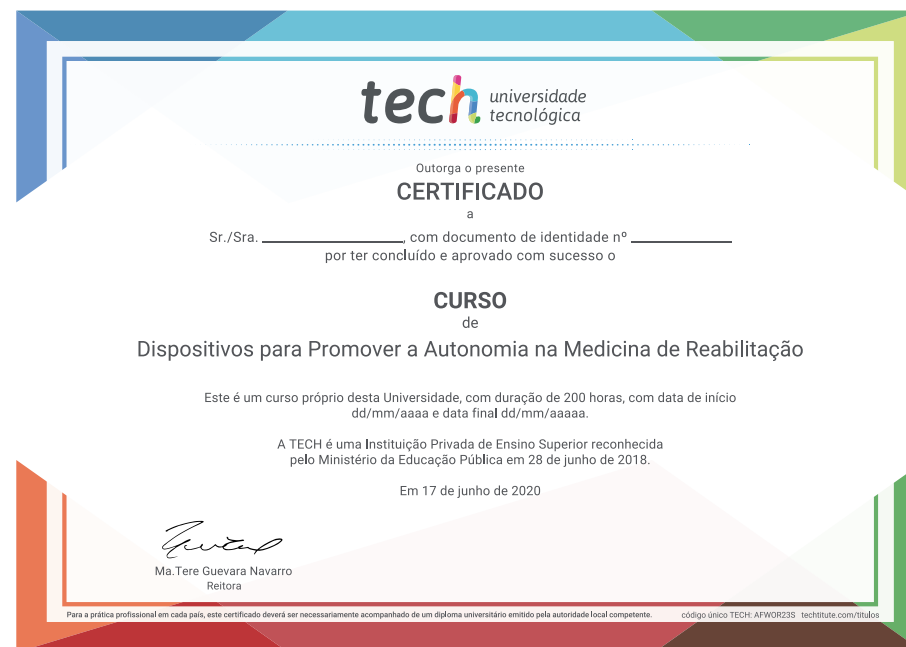 tech universidade
tecnológica
Outorga o presente
CERTIFICADO
a
Sr./Sra. ______________, com documento de identidade nº __________
por ter concluído e aprovado com sucesso o
CURSO
de
Dispositivos para Promover a Autonomia na Medicina de Reabilitação
Este é um curso próprio desta Universidade, com duração de 200 horas, com data de início
dd/mm/aaaa e data final dd/mm/aaaaa.
A TECH é uma Instituição Privada de Ensino Superior reconhecida
pelo Ministério da Educação Pública em 28 de junho de 2018.
Em 17 de junho de 2020
Ma.Tere Guevara Navarro
Reitora
Para a prática profissional em cada país, este certificado deverá ser necessariamente acompanhado de um diploma universitário emitido pela autoridade local competente. código único TECH: AFWOR23S techtitute.com/titulos